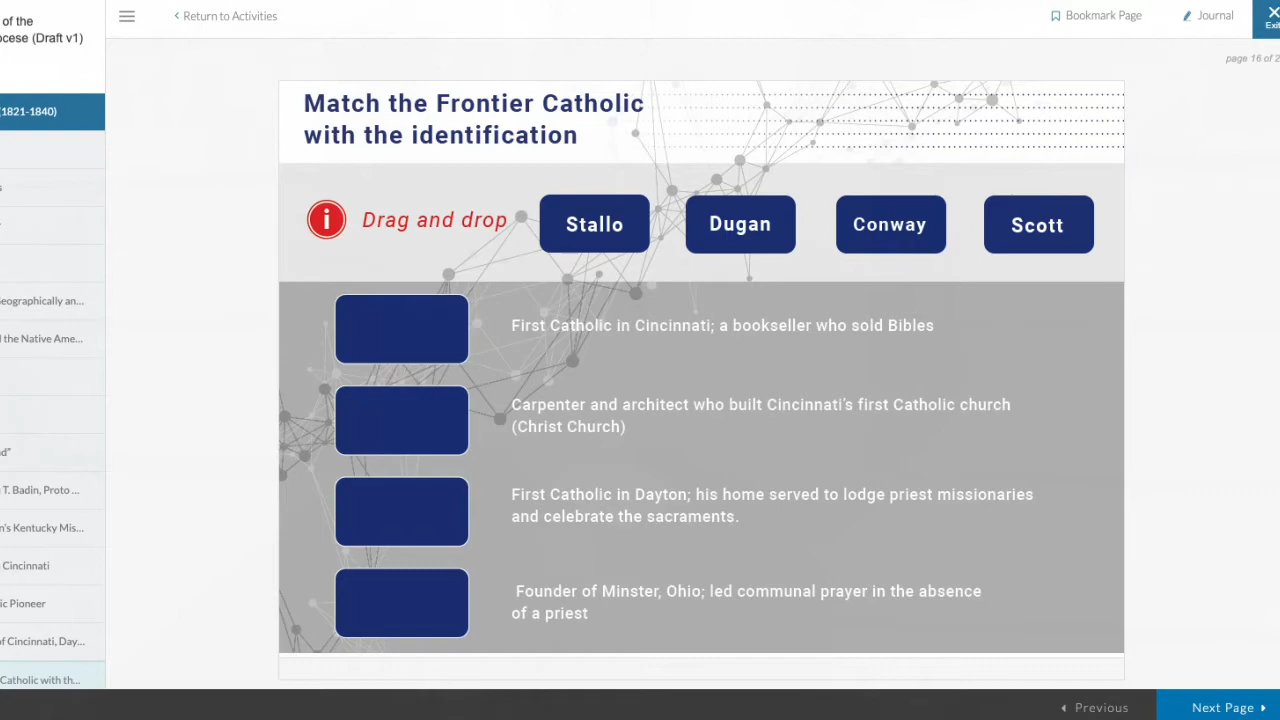 of the
ocese (Draft v1)
Return to Activities
Bookmark Page
Journal
Exit
page 16 of 2
(1821-1840)
s
Geographically an...
d the Native Ame...
d"
T. Badin, Proto ...
n's Kentucky Mis...
Cincinnati
ic Pioneer
of Cincinnati, Day...
Catholic with th...
Match the Frontier Catholic
with the identification
i
Drag and drop
Stallo
Dugan
Conway
Scott
First Catholic in Cincinnati; a bookseller who sold Bibles
Carpenter and architect who built Cincinnati's first Catholic church
(Christ Church)
First Catholic in Dayton; his home served to lodge priest missionaries
and celebrate the sacraments.
Founder of Minster, Ohio; led communal prayer in the absence
of a priest
Previous
Next Page